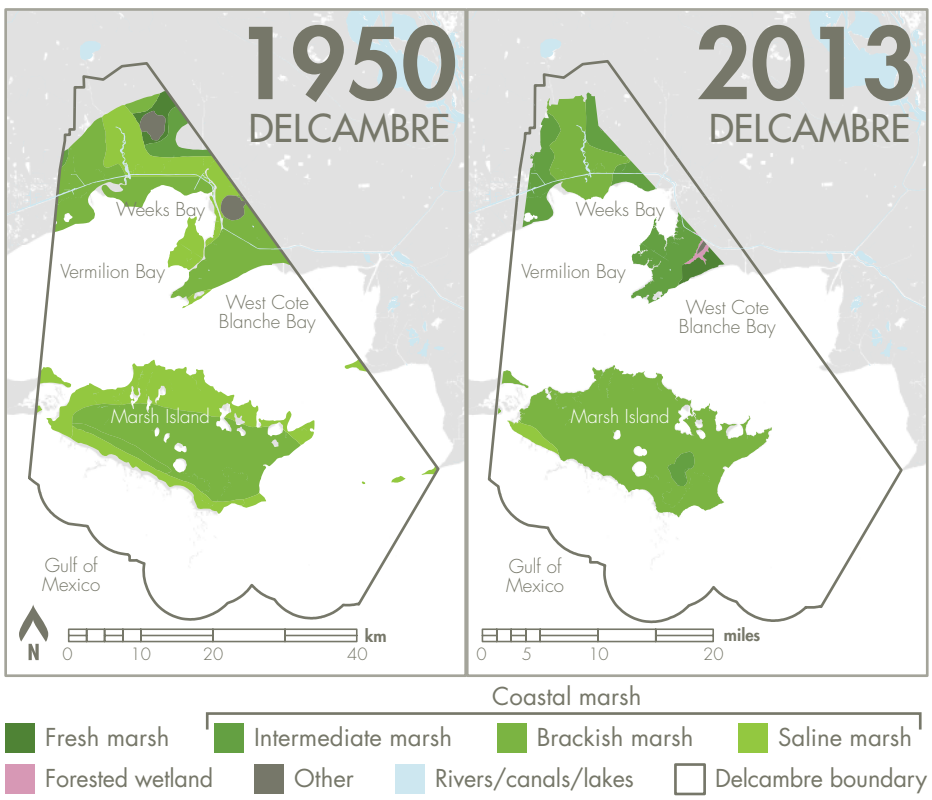 1950
DELCAMBRE
Weeks Bay
Vermilion Bay
West Cote
Blanche Bay
Marsh Island
Gulf of
Mexico
N
km
0 10 20 40
2013
DELCAMBRE
Weeks Bay
Vermilion Bay
West Cote
Blanche Bay
Marsh Island
Gulf of
Mexico
miles
0 5 10 20
Coastal marsh
Fresh marsh Intermediate marsh Brackish marsh Saline marsh
Forested wetland Other Rivers/canals/lakes Delcambre boundary